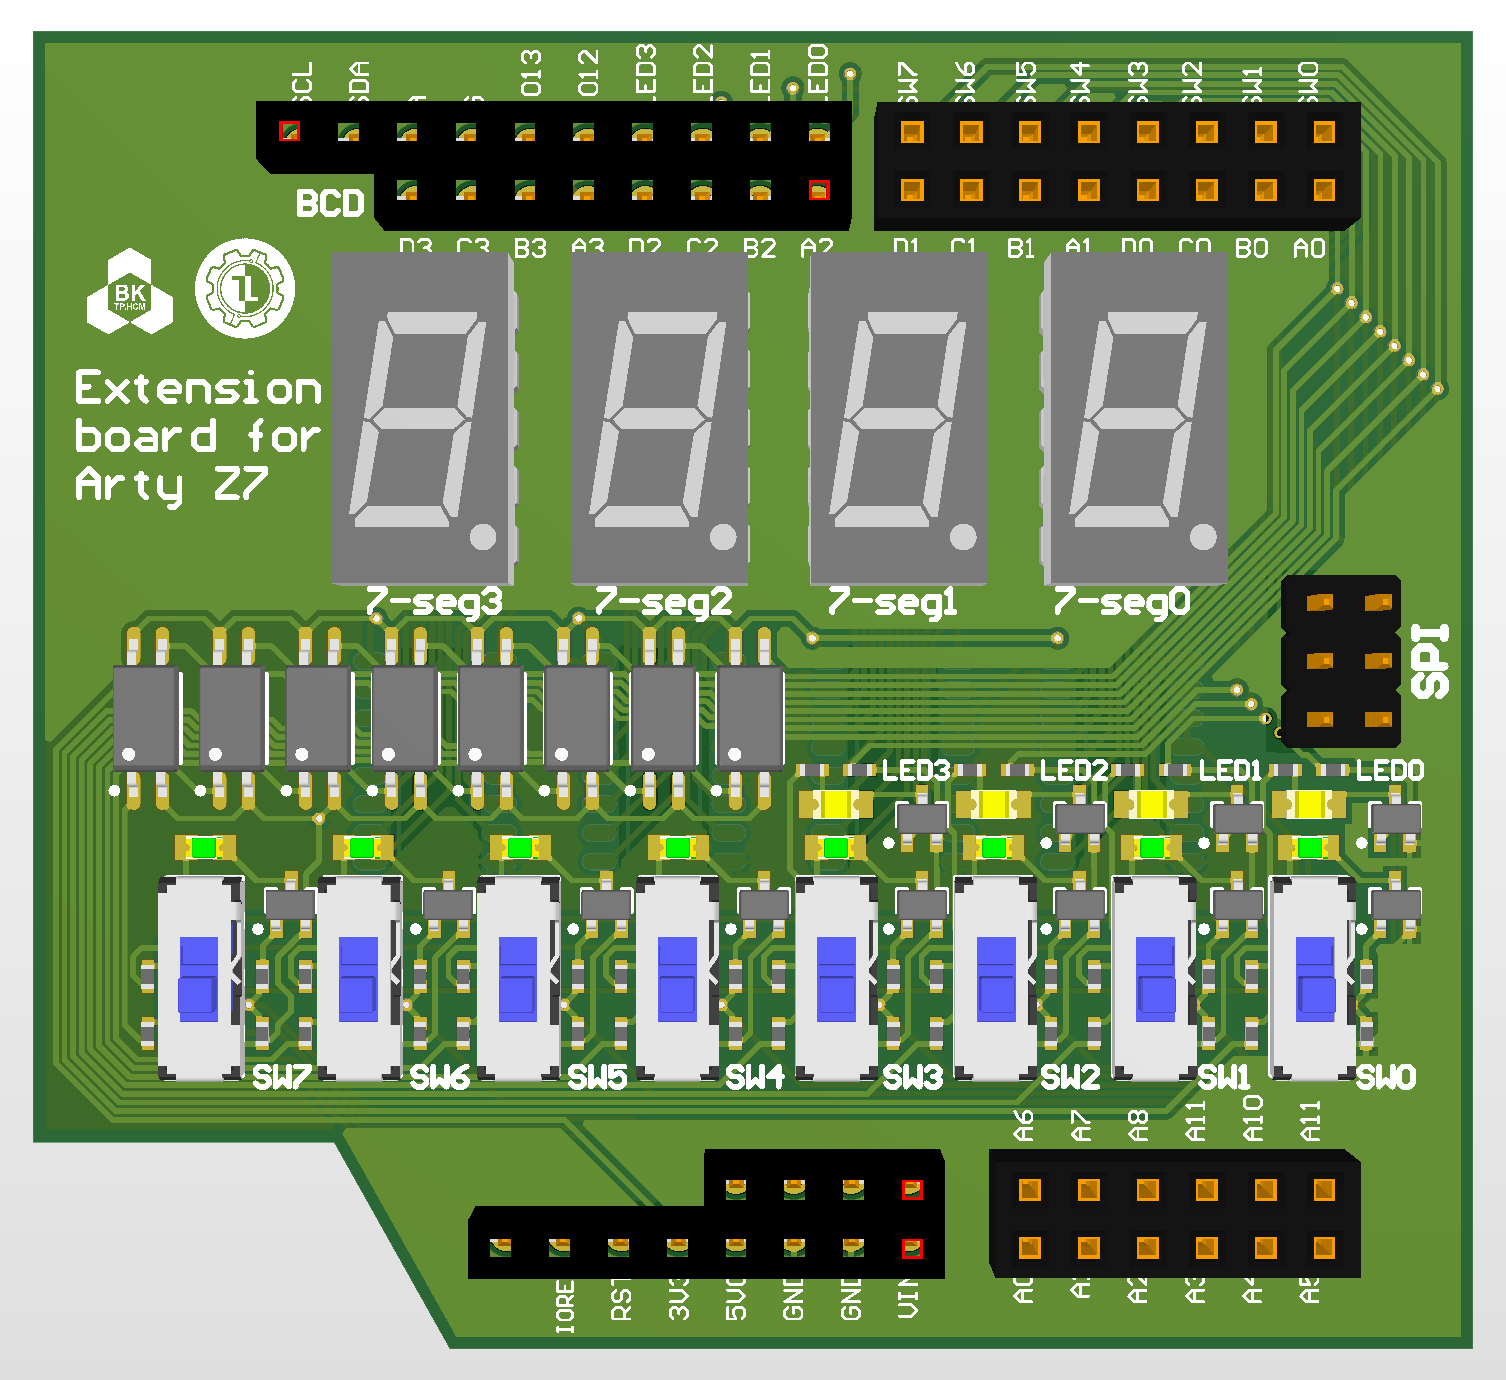 SCL SDA O13 O12 LED3 LED2 LED1 LED0 SW7 SW6 SW5 SW4 SW3 SW2 SW1 SW0
BCD
D3 C3 B3 A3 D2 C2 B2 A2 D1 C1 B1 A1 D0 C0 B0 A0
BK
TP.HCM
Extension
board for
Arty Z7
7-seg3 7-seg2 7-seg1 7-seg0
SPI
LED3 LED2 LED1 LED0
SW7 SW6 SW5 SW4 SW3 SW2 SW1 SW0
A6 A7 A8 A11 A10 A11
IORE RST 3V3 5V0 GND GND VIN A0 A2 A3 A4 A5